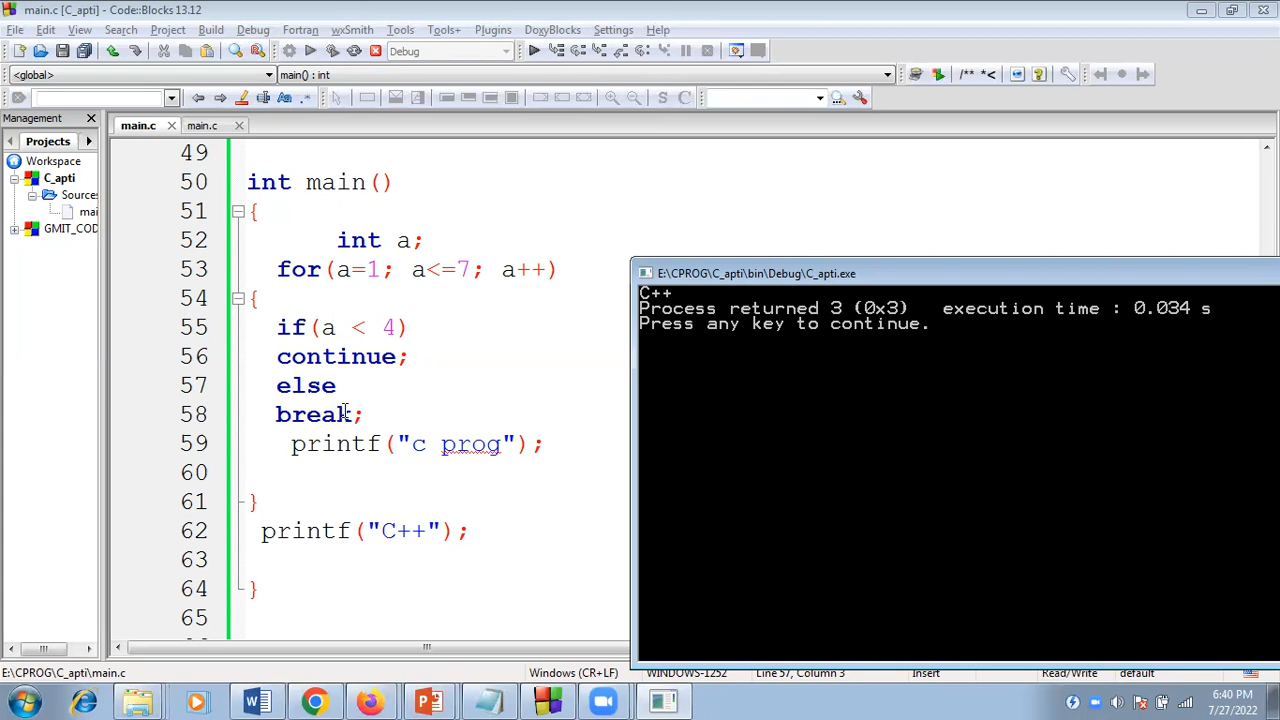 main.c [C_apti] - Code::Blocks 13.12
File Edit View Search Project Build Debug Fortran wxSmith Tools Tools+ Plugins DoxyBlocks Settings Help
Debug
<global> main() : int
/** *<
S C
Management
main.c main.c
Projects
Workspace
C_apti
Sources
mai
GMIT_COD
49
50 int main()
51 {
52 int a;
53 for(a=1; a<=7; a++)
54 {
55 if(a < 4)
56 continue;
57 else
58 break;
59 printf("c prog");
60
61 }
62 printf("C++");
63
64 }
65
E:\CPROG\C_apti\bin\Debug\C_apti.exe
C++
Process returned 3 (0x3) execution time : 0.034 s
Press any key to continue.
E:\CPROG\C_apti\main.c Windows (CR+LF) WINDOWS-1252 Line 57, Column 3 Insert Read/Write default
6:40 PM
7/27/2022